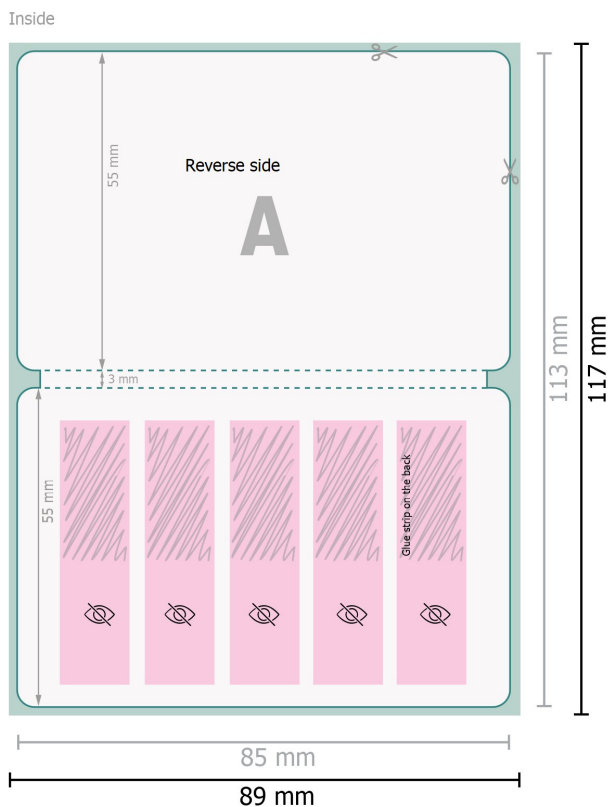 Inside
55 mm
Reverse side
A
3 mm
113 mm
117 mm
55 mm
Glue strip on the back
85 mm
89 mm